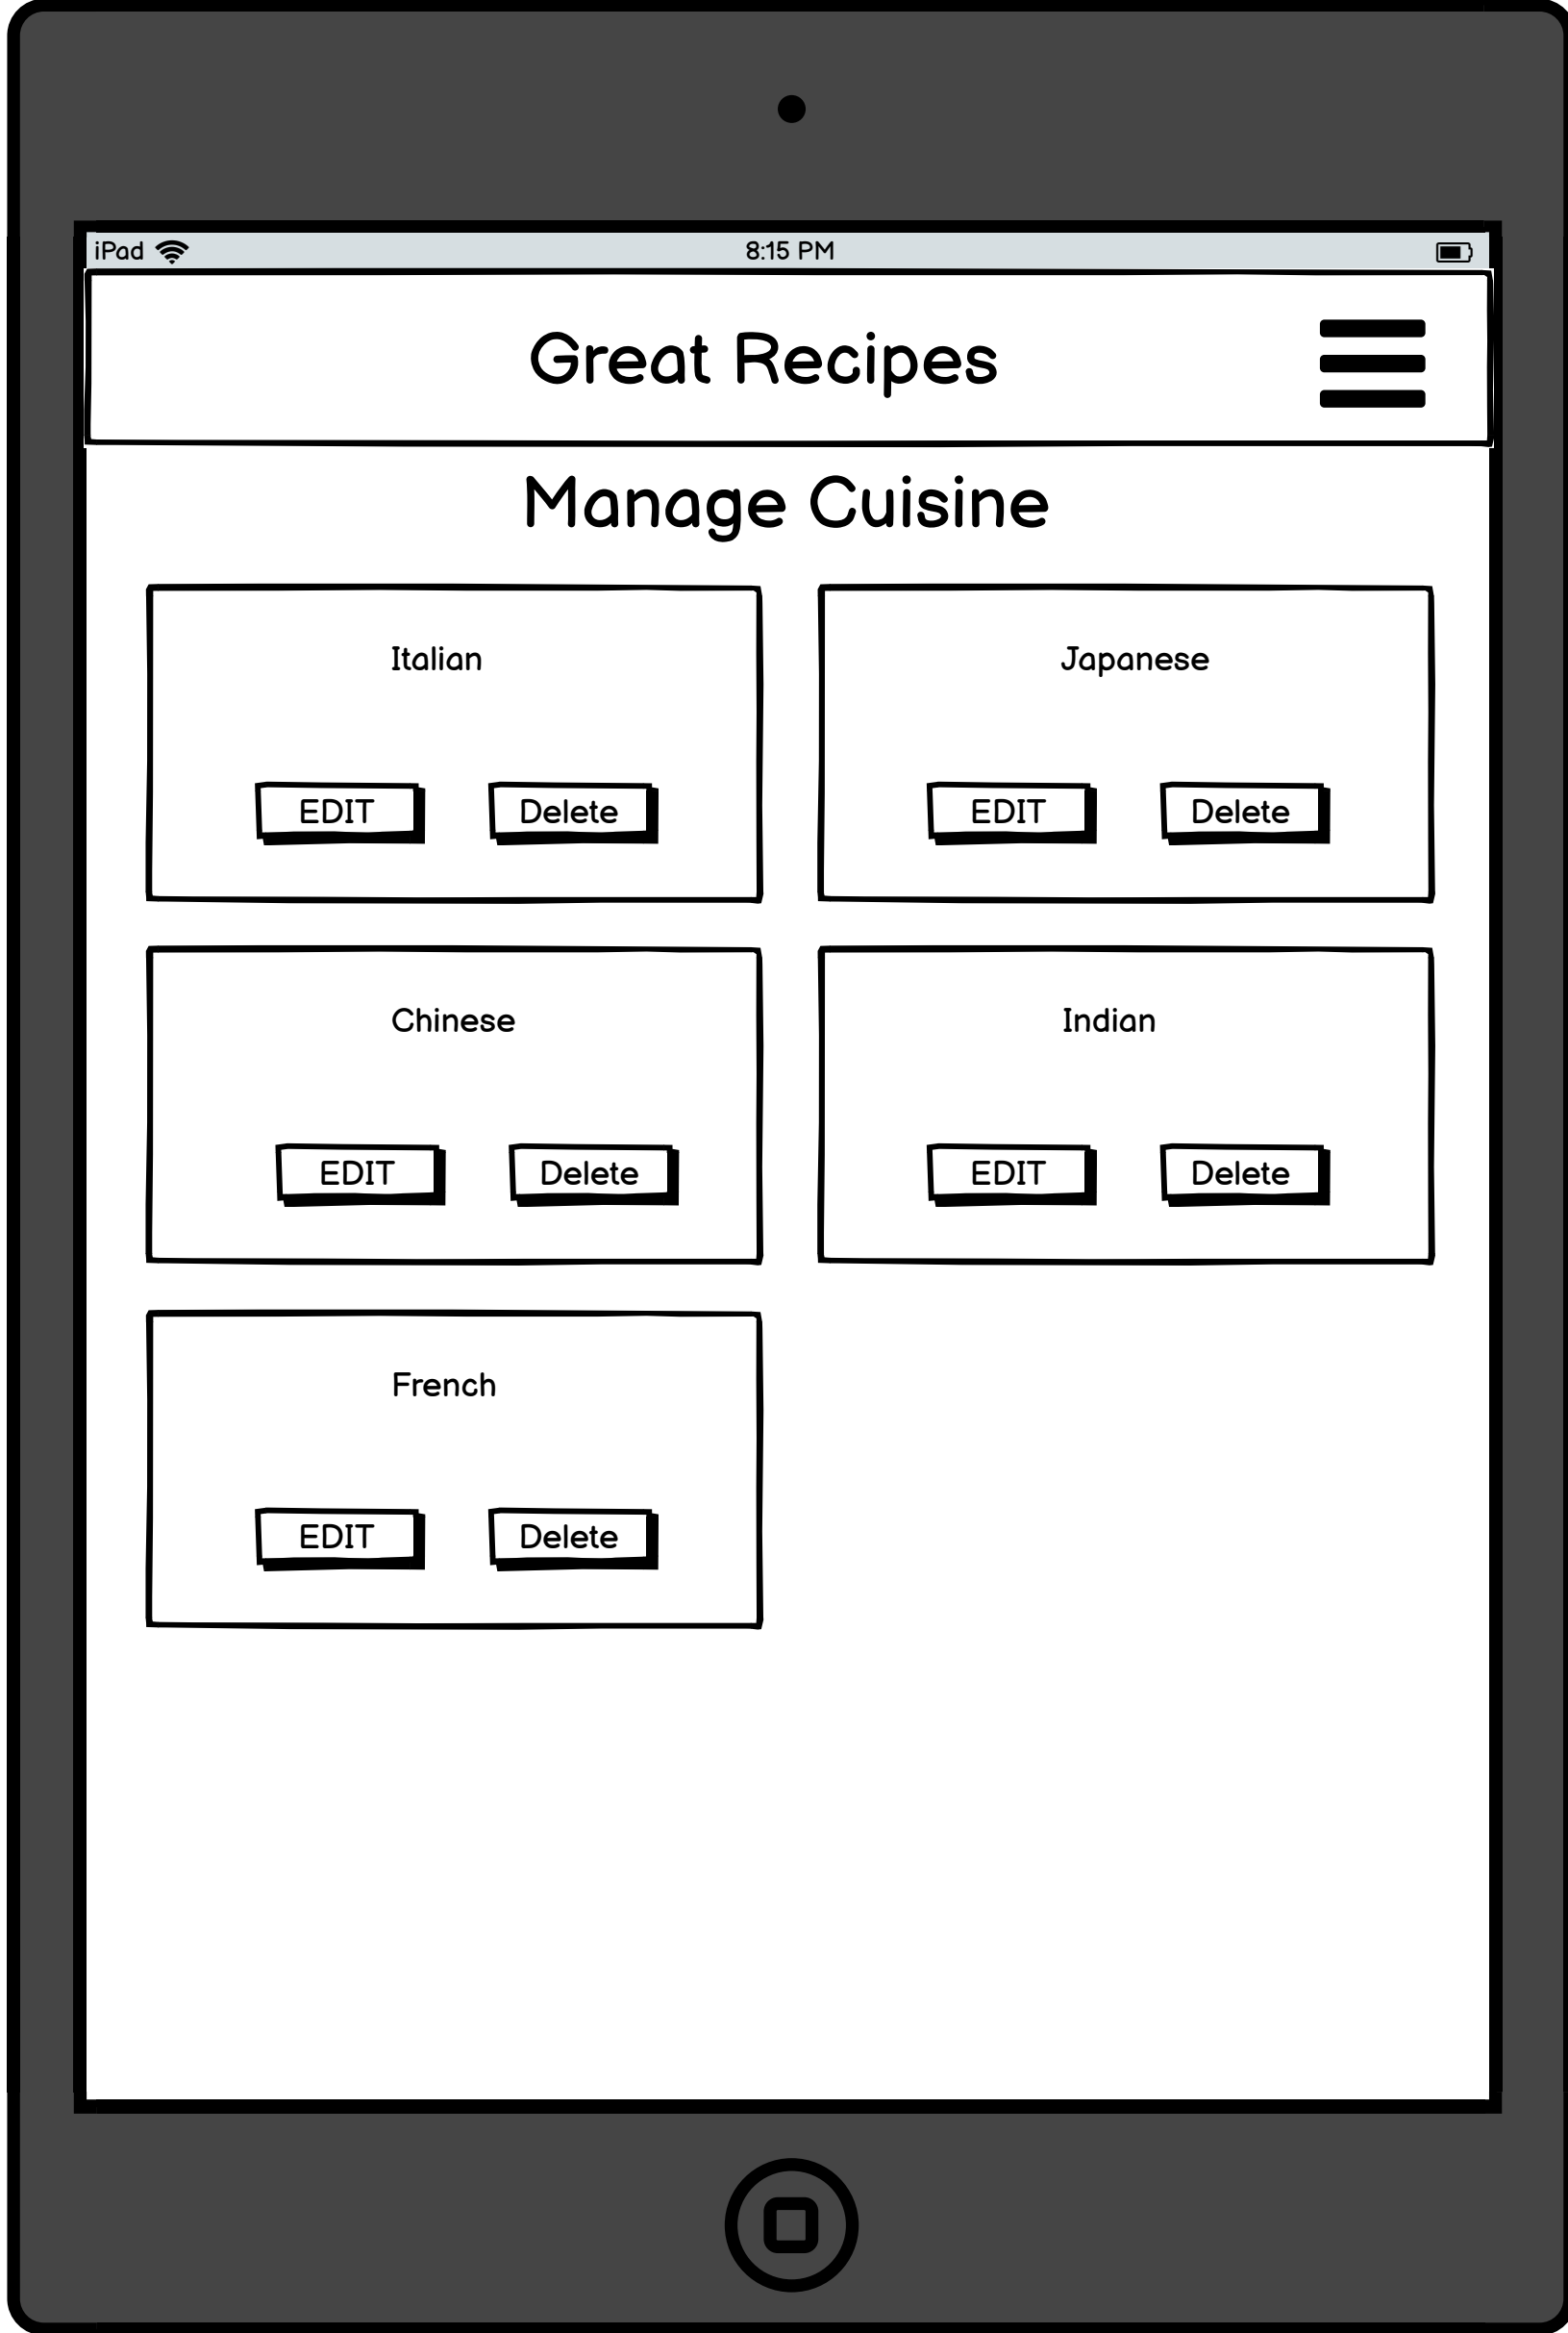 iPad 8:15 PM
Great Recipes
Manage Cuisine
Italian Japanese
EDIT Delete EDIT Delete
Chinese Indian
EDIT Delete EDIT Delete
French
EDIT Delete